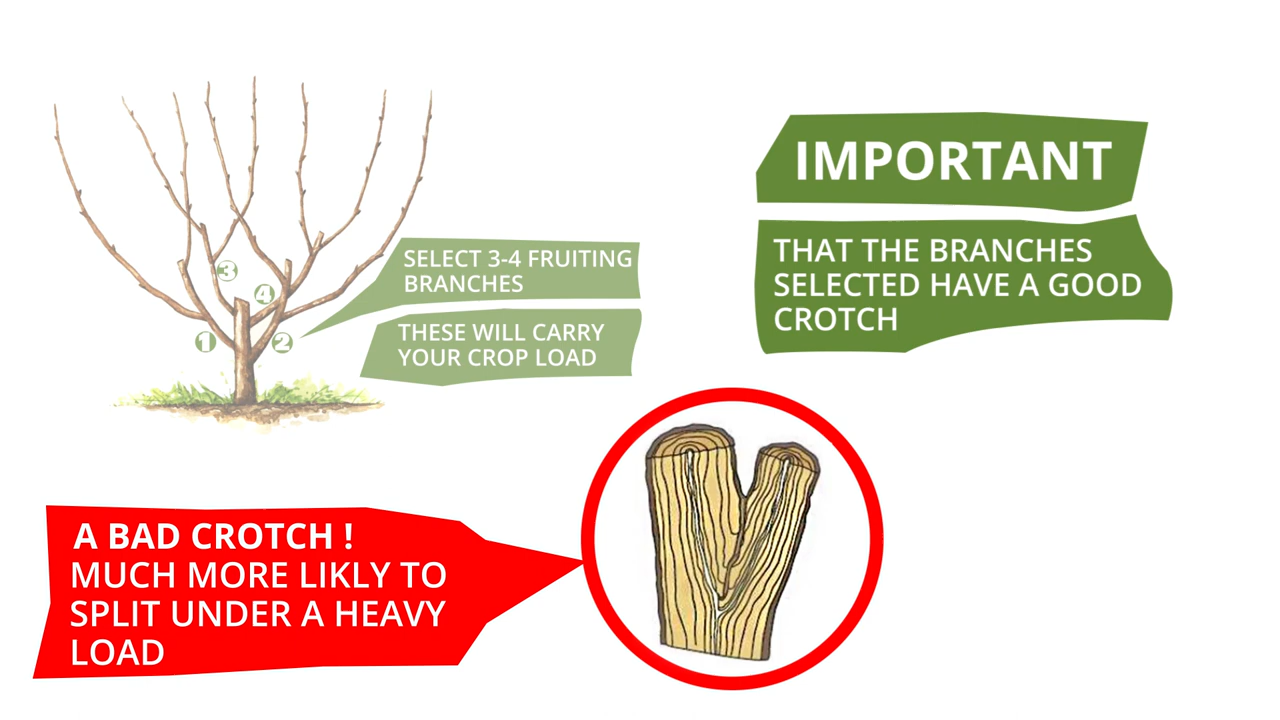 IMPORTANT
THAT THE BRANCHES
SELECTED HAVE A GOOD
CROTCH
3
4
1
2
SELECT 3-4 FRUITING
BRANCHES
THESE WILL CARRY
YOUR CROP LOAD
A BAD CROTCH !
MUCH MORE LIKLY TO
SPLIT UNDER A HEAVY
LOAD